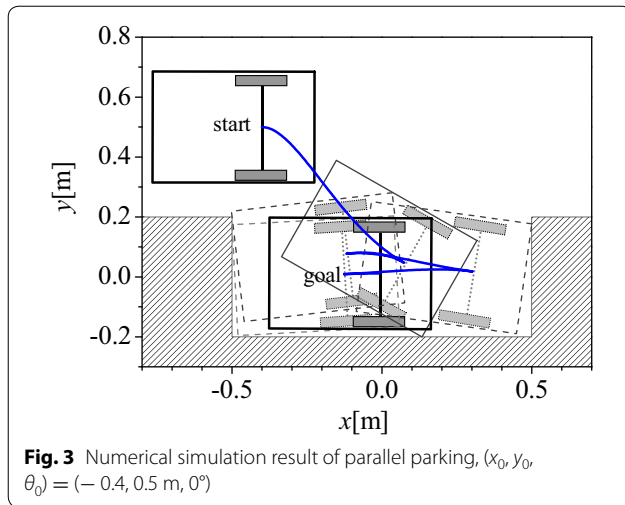 y[m]
0.8
0.6
0.4
0.2
0.0
-0.2
start
goal
-0.5
0.0
0.5
x[m]
Fig. 3 Numerical simulation result of parallel parking, (x₀, y₀,
θ₀) = (− 0.4, 0.5 m, 0°)